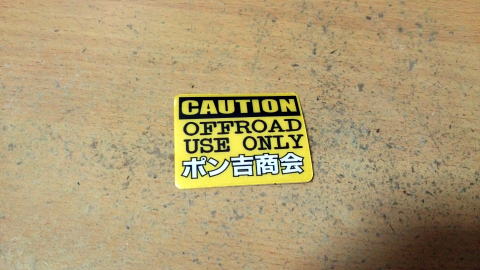 CAUTION
OFFROAD
USE ONLY
ポン吉商会